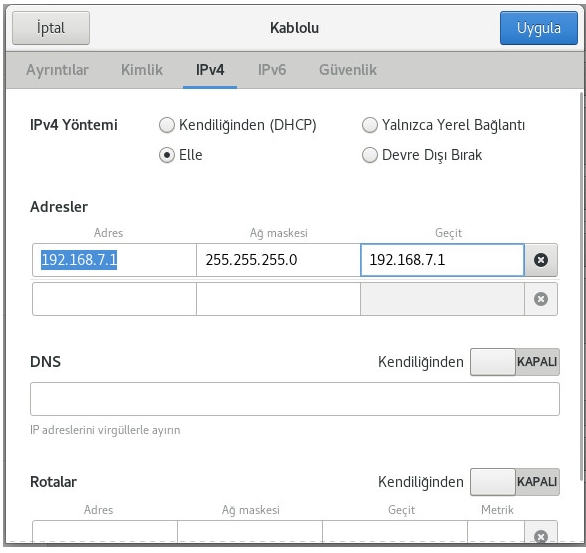 İptal Kablolu Uygula
Ayrıntılar Kimlik IPv4 IPv6 Güvenlik
IPv4 Yöntemi Kendiliğinden (DHCP) Yalnızca Yerel Bağlantı
Elle Devre Dışı Bırak
Adresler
Adres Ağ maskesi Geçit
192.168.7.1 255.255.255.0 192.168.7.1
DNS Kendiliğinden KAPALI
IP adreslerini virgüllerle ayırın
Rotalar Kendiliğinden KAPALI
Adres Ağ maskesi Geçit Metrik